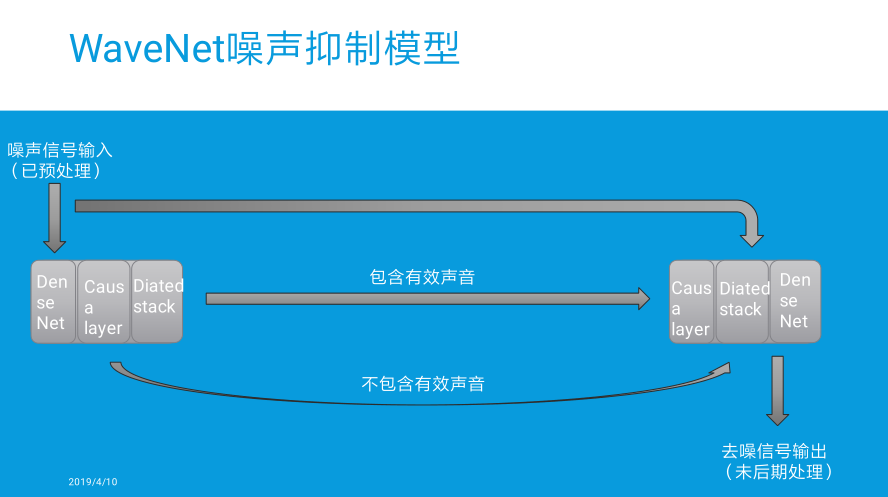 WaveNet噪声抑制模型
噪声信号输入
（已预处理）
Den
se
Net
Caus
a
layer
Diated
stack
包含有效声音
不包含有效声音
Caus
a
layer
Diated
stack
Den
se
Net
去噪信号输出
（未后期处理）
2019/4/10